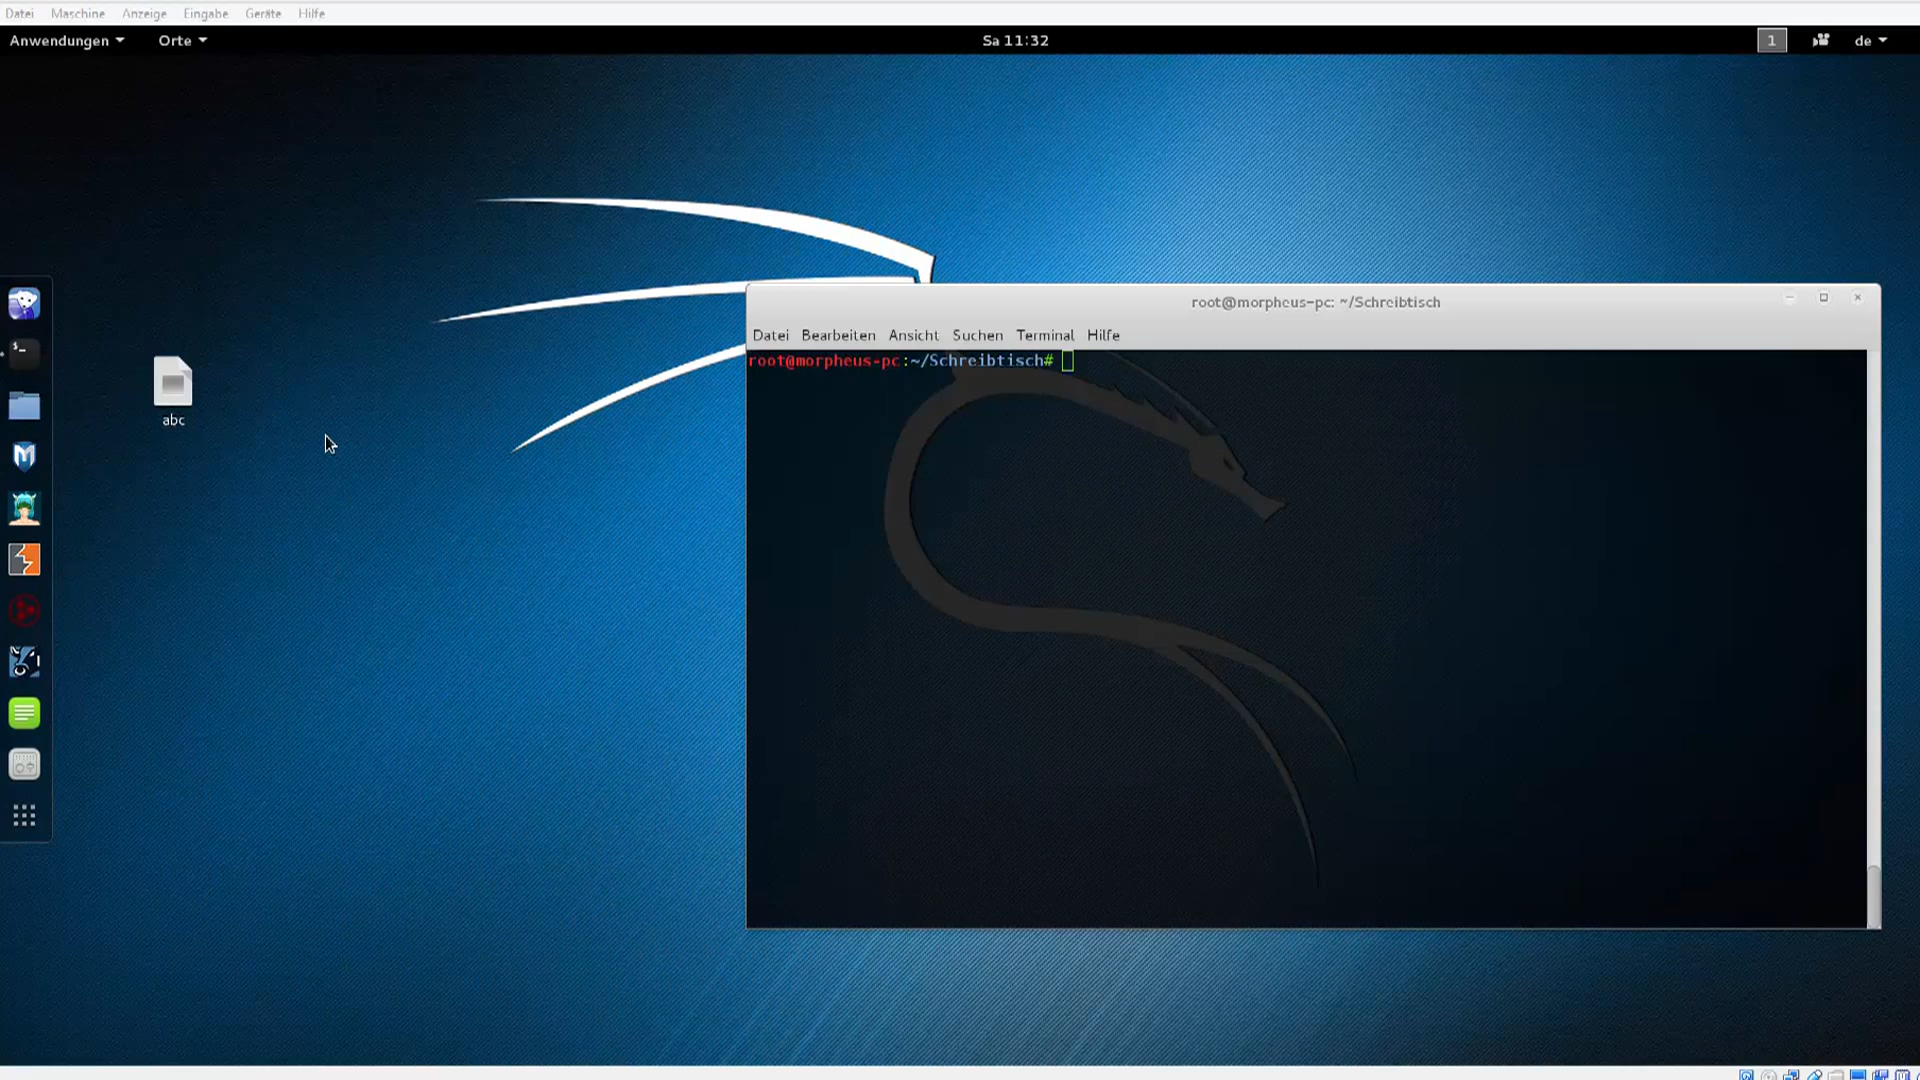 Datei Maschine Anzeige Eingabe Geräte Hilfe
Anwendungen Orte Sa 11:32 1 de
abc
root@morpheus-pc: ~/Schreibtisch
Datei Bearbeiten Ansicht Suchen Terminal Hilfe
root@morpheus-pc:~/Schreibtisch#